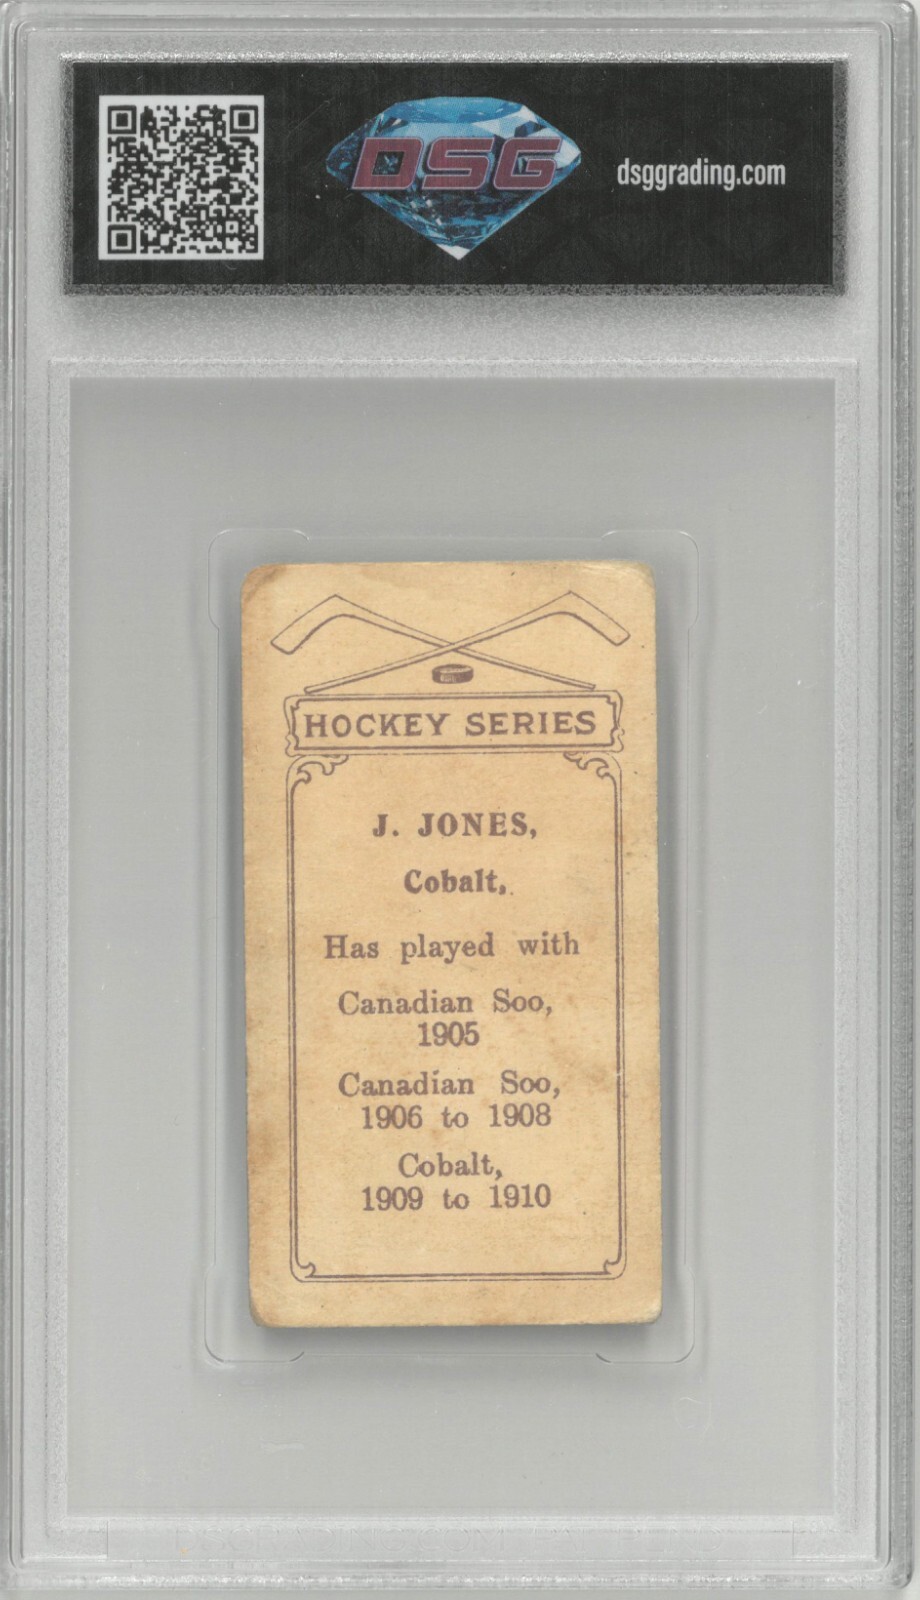 DSG
dsggrading.com
HOCKEY SERIES
J. JONES,
Cobalt,
Has played with
Canadian Soo,
1905
Canadian Soo,
1906 to 1908
Cobalt,
1909 to 1910